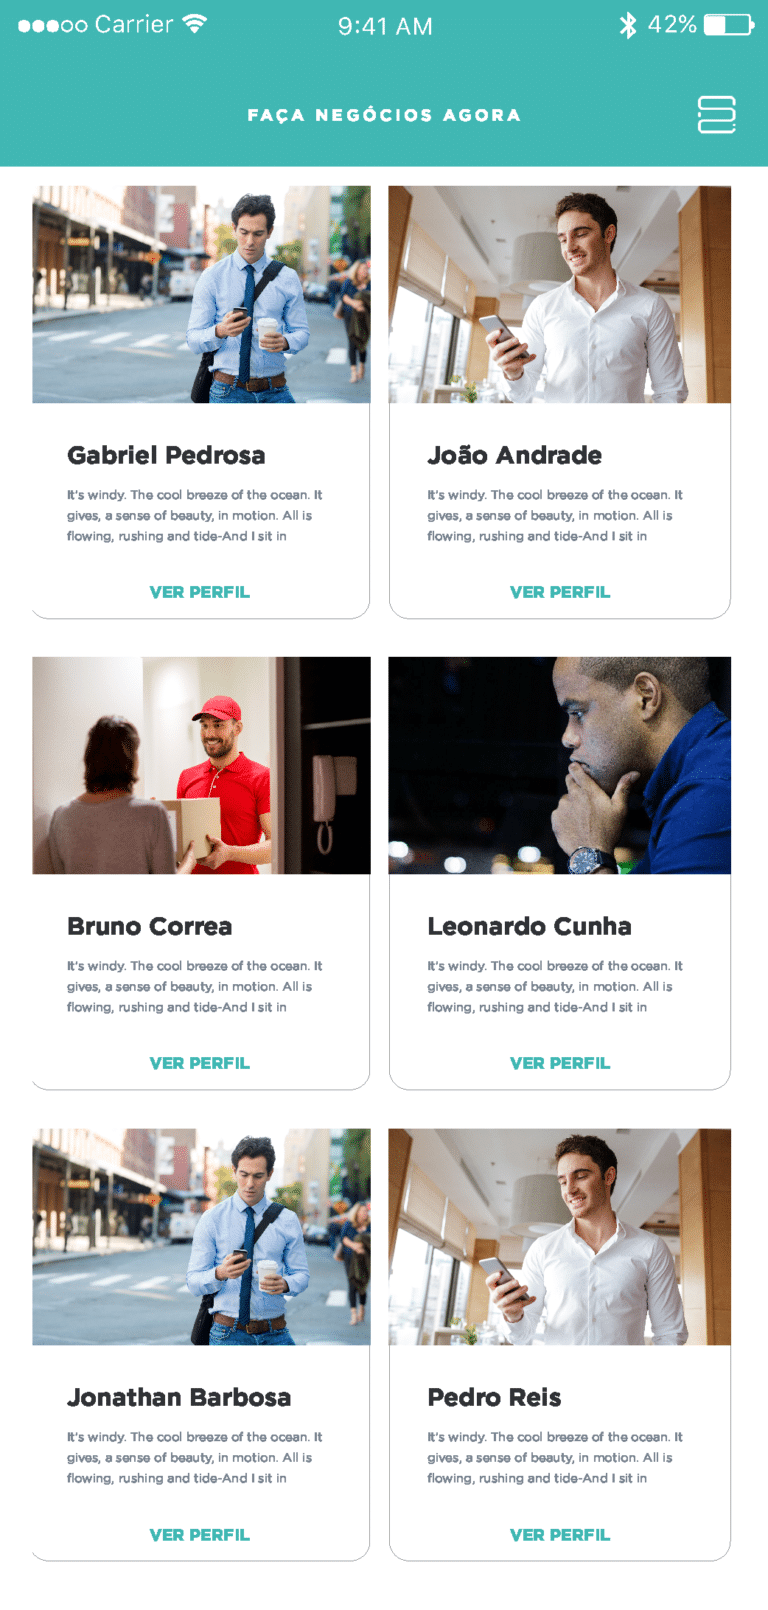 Carrier
9:41 AM
42%
FAÇA NEGÓCIOS AGORA
Gabriel Pedrosa
It's windy. The cool breeze of the ocean. It
gives, a sense of beauty, in motion. All is
flowing, rushing and tide-And I sit in
VER PERFIL
João Andrade
It's windy. The cool breeze of the ocean. It
gives, a sense of beauty, in motion. All is
flowing, rushing and tide-And I sit in
VER PERFIL
Bruno Correa
It's windy. The cool breeze of the ocean. It
gives, a sense of beauty, in motion. All is
flowing, rushing and tide-And I sit in
VER PERFIL
Leonardo Cunha
It's windy. The cool breeze of the ocean. It
gives, a sense of beauty, in motion. All is
flowing, rushing and tide-And I sit in
VER PERFIL
Jonathan Barbosa
It's windy. The cool breeze of the ocean. It
gives, a sense of beauty, in motion. All is
flowing, rushing and tide-And I sit in
VER PERFIL
Pedro Reis
It's windy. The cool breeze of the ocean. It
gives, a sense of beauty, in motion. All is
flowing, rushing and tide-And I sit in
VER PERFIL